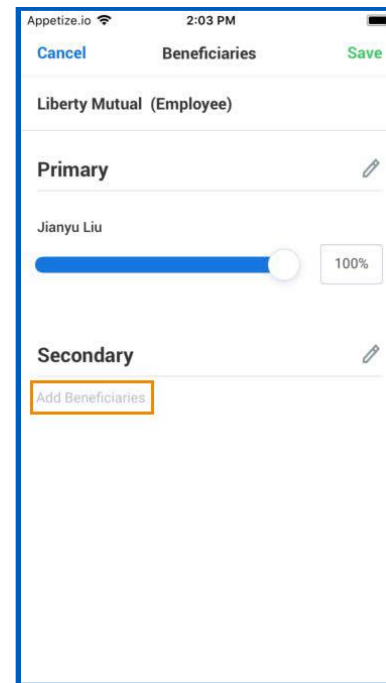 Appetize.io 2:03 PM
Cancel Beneficiaries Save
Liberty Mutual (Employee)
Primary
Jianyu Liu
100%
Secondary
Add Beneficiaries